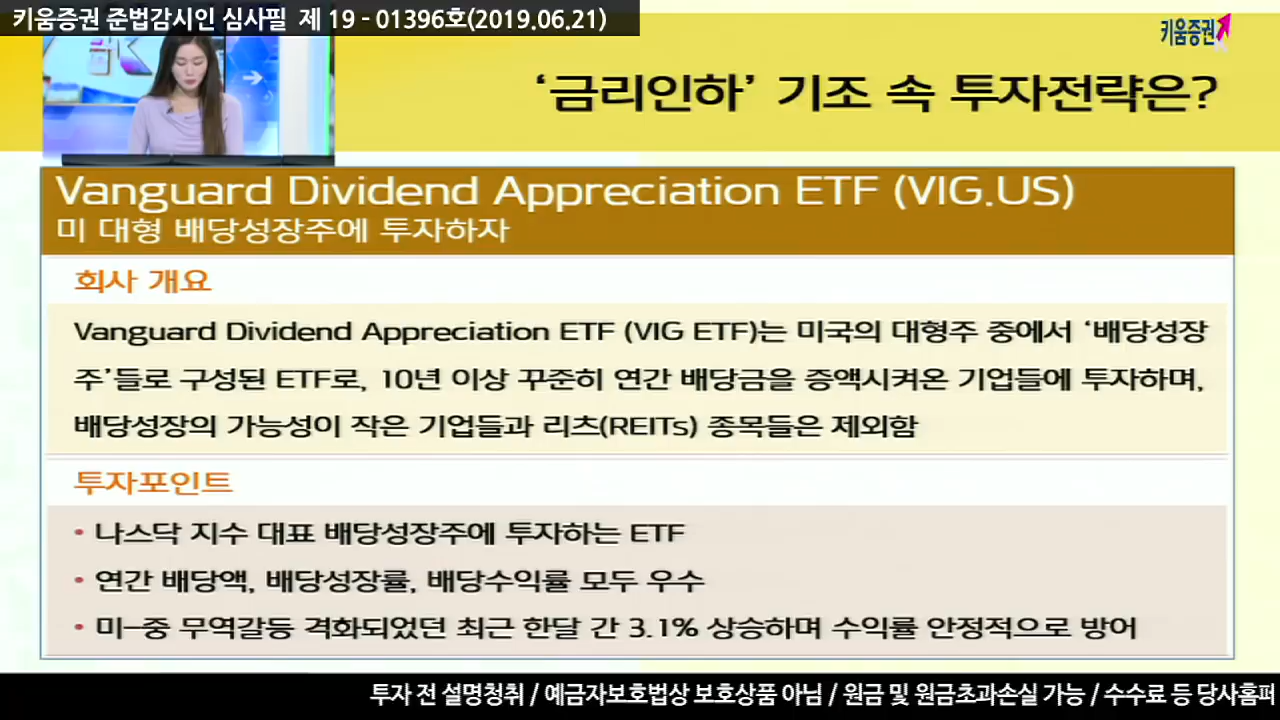 키움증권 준법감시인 심사필 제 19 - 01396호(2019.06.21)
키움증권
‘금리인하’ 기조 속 투자전략은?
Vanguard Dividend Appreciation ETF (VIG.US)
미 대형 배당성장주에 투자하자
회사 개요
Vanguard Dividend Appreciation ETF (VIG ETF)는 미국의 대형주 중에서 ‘배당성장
주’들로 구성된 ETF로, 10년 이상 꾸준히 연간 배당금을 증액시켜온 기업들에 투자하며,
배당성장의 가능성이 작은 기업들과 리츠(REITs) 종목들은 제외함
투자포인트
• 나스닥 지수 대표 배당성장주에 투자하는 ETF
• 연간 배당액, 배당성장률, 배당수익률 모두 우수
• 미-중 무역갈등 격화되었던 최근 한달 간 3.1% 상승하며 수익률 안정적으로 방어
투자 전 설명청취 / 예금자보호법상 보호상품 아님 / 원금 및 원금초과손실 가능 / 수수료 등 당사홈퍼